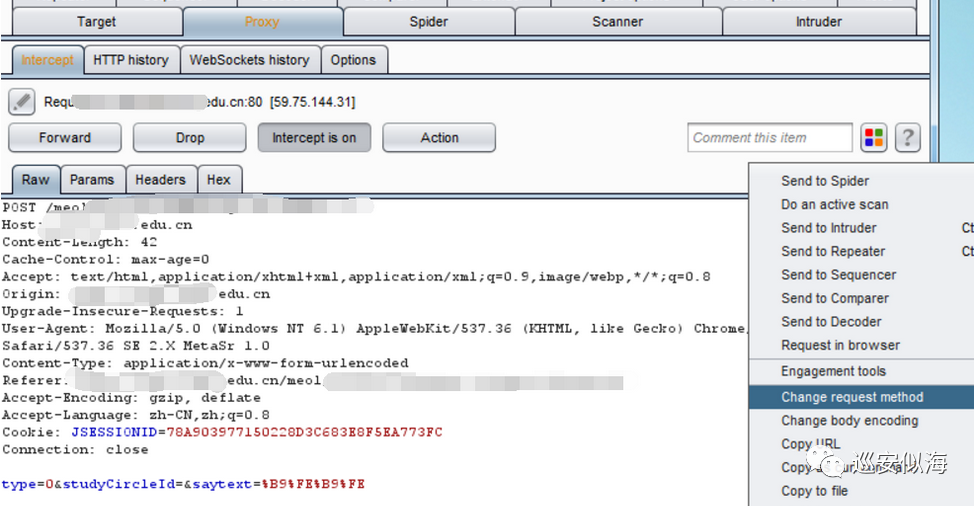 Target Proxy Spider Scanner Intruder
Intercept HTTP history WebSockets history Options
Requ edu.cn:80 [59.75.144.31]
Forward Drop Intercept is on Action Comment this item ?
Raw Params Headers Hex
POST /meol
Host: .edu.cn
Content-Length: 42
Cache-Control: max-age=0
Accept: text/html,application/xhtml+xml,application/xml;q=0.9,image/webp,*/*;q=0.8
Origin: edu.cn
Upgrade-Insecure-Requests: 1
User-Agent: Mozilla/5.0 (Windows NT 6.1) AppleWebKit/537.36 (KHTML, like Gecko) Chrome/
Safari/537.36 SE 2.X MetaSr 1.0
Content-Type: application/x-www-form-urlencoded
Referer: edu.cn/meol
Accept-Encoding: gzip, deflate
Accept-Language: zh-CN,zh;q=0.8
Cookie: JSESSIONID=78A903977150228D3C683E8F5EA773FC
Connection: close
type=0&studyCircleId=&saytext=%B9%FE%B9%FE
Send to Spider
Do an active scan
Send to Intruder Ct
Send to Repeater Ct
Send to Sequencer
Send to Comparer
Send to Decoder
Request in browser
Engagement tools
Change request method
Change body encoding
Copy URL
Copy
Copy to file
巡安似海